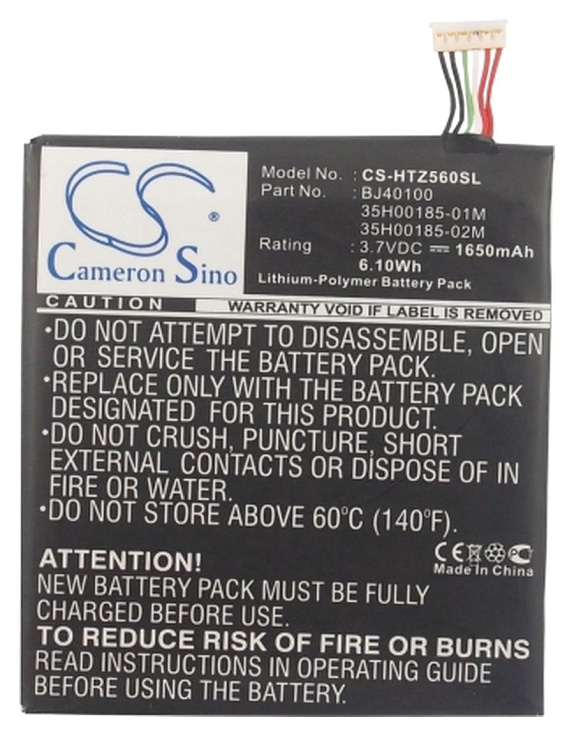 CS ®
Cameron Sino
Model No. : CS-HTZ560SL
Part No. : BJ40100
35H00185-01M
35H00185-02M
Rating : 3.7VDC ⎓ 1650mAh
6.10Wh
Lithium-Polymer Battery Pack
CAUTION WARRANTY VOID IF LABEL IS REMOVED
•DO NOT ATTEMPT TO DISASSEMBLE, OPEN
OR SERVICE THE BATTERY PACK.
•REPLACE ONLY WITH THE BATTERY PACK
DESIGNATED FOR THIS PRODUCT.
•DO NOT CRUSH, PUNCTURE, SHORT
EXTERNAL CONTACTS OR DISPOSE OF IN
FIRE OR WATER.
•DO NOT STORE ABOVE 60°C (140°F).
CE
Made In China
ATTENTION!
NEW BATTERY PACK MUST BE FULLY
CHARGED BEFORE USE.
TO REDUCE RISK OF FIRE OR BURNS
READ INSTRUCTIONS IN OPERATING GUIDE
BEFORE USING THE BATTERY.